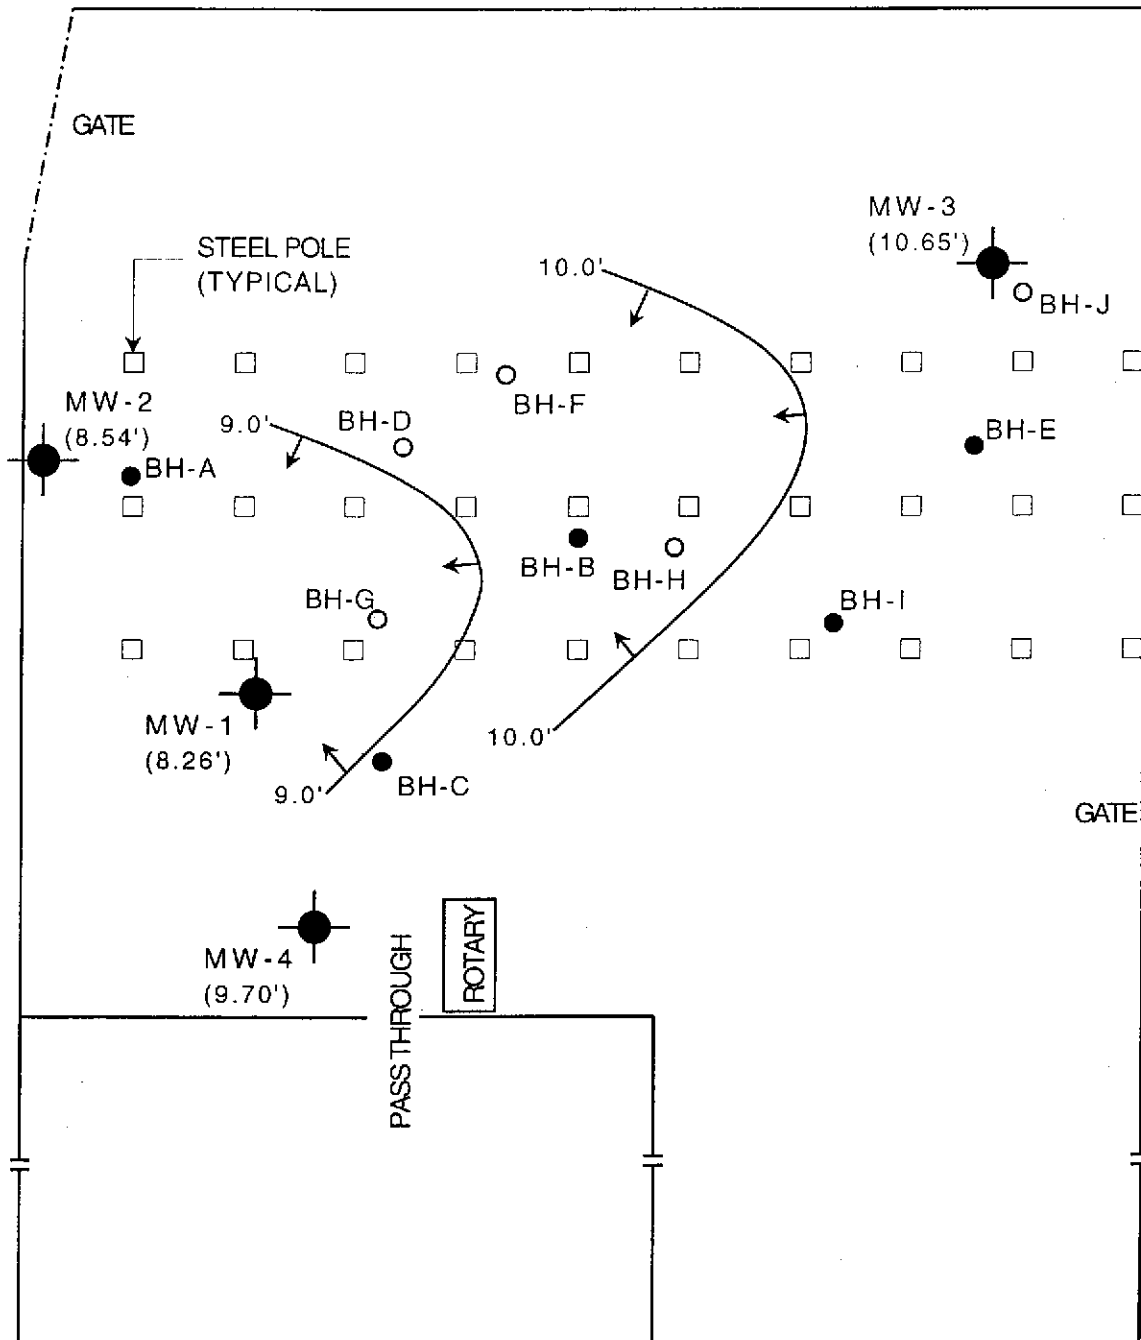 GATE
MW-3
(10.65')
STEEL POLE
(TYPICAL)
10.0'
BH-J
MW-2
(8.54')
9.0'
BH-D
BH-F
BH-E
BH-A
BH-B
BH-H
BH-G
BH-I
MW-1
(8.26')
10.0'
9.0'
BH-C
GATE
MW-4
(9.70')
PASS THROUGH
ROTARY